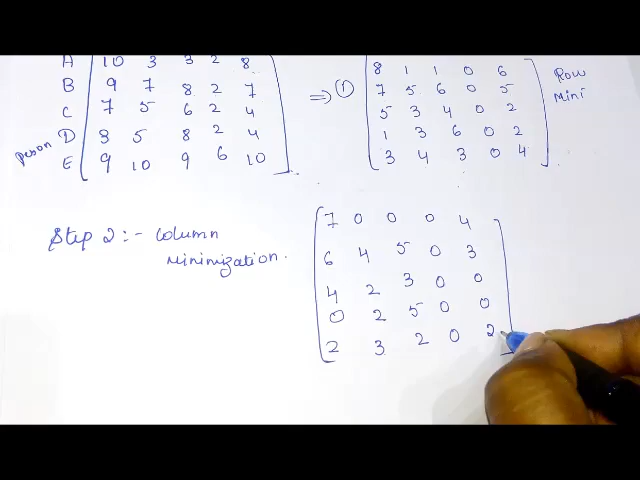 A 10 3 3 2 8
B 9 7 8 2 7
C 7 5 6 2 4
person D 3 5 8 2 4
E 9 10 9 6 10
⇒ ① 8 1 1 0 6
7 5 6 0 5
5 3 4 0 2
1 3 6 0 2
3 4 3 0 4
Row
Mini
Step 2 :- Column
Minimization.
7 0 0 0 4
6 4 5 0 3
4 2 3 0 0
0 2 5 0 0
2 3 2 0 2